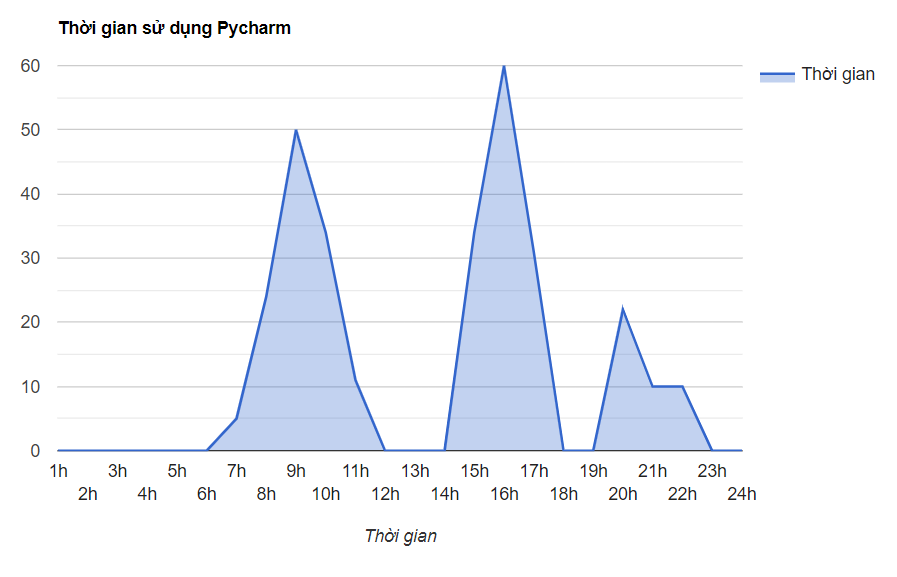 Thời gian sử dụng Pycharm
Thời gian
60
50
40
30
20
10
0
1h 3h 5h 7h 9h 11h 13h 15h 17h 19h 21h 23h
2h 4h 6h 8h 10h 12h 14h 16h 18h 20h 22h 24h
Thời gian